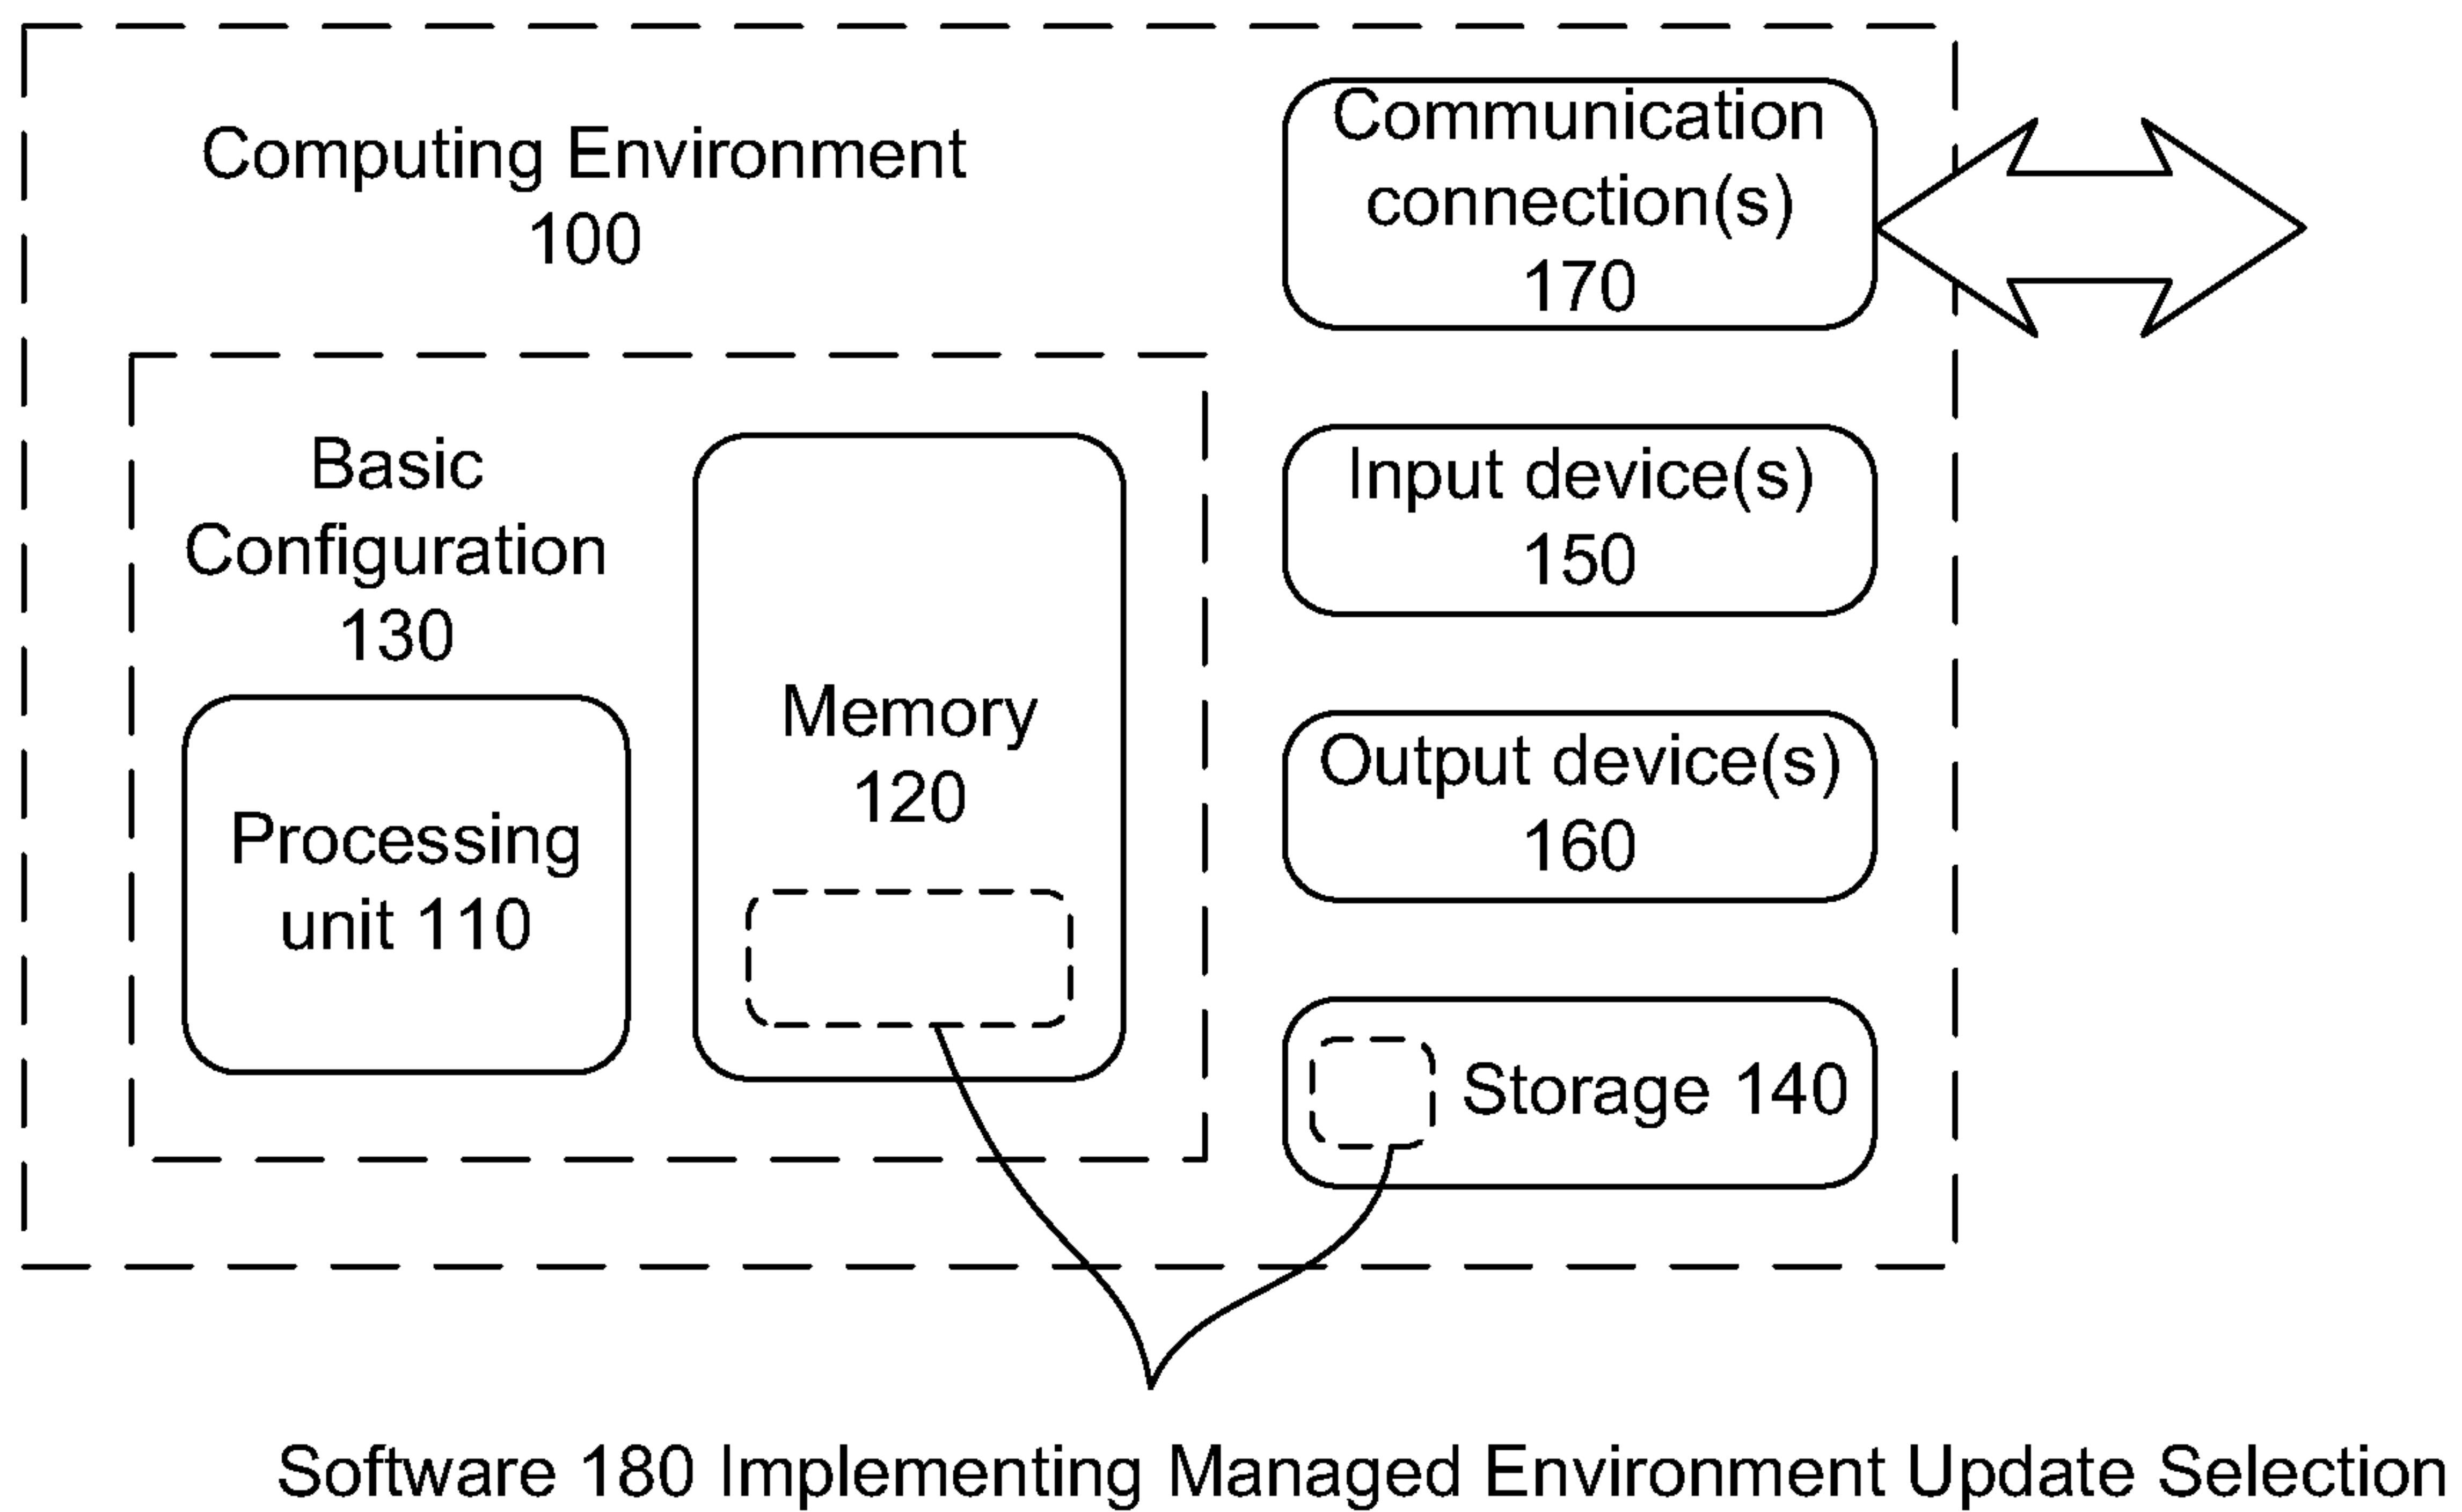 Computing Environment
100
Communication
connection(s)
170
Basic
Configuration
130
Processing
unit 110
Memory
120
Input device(s)
150
Output device(s)
160
Storage 140
Software 180 Implementing Managed Environment Update Selection